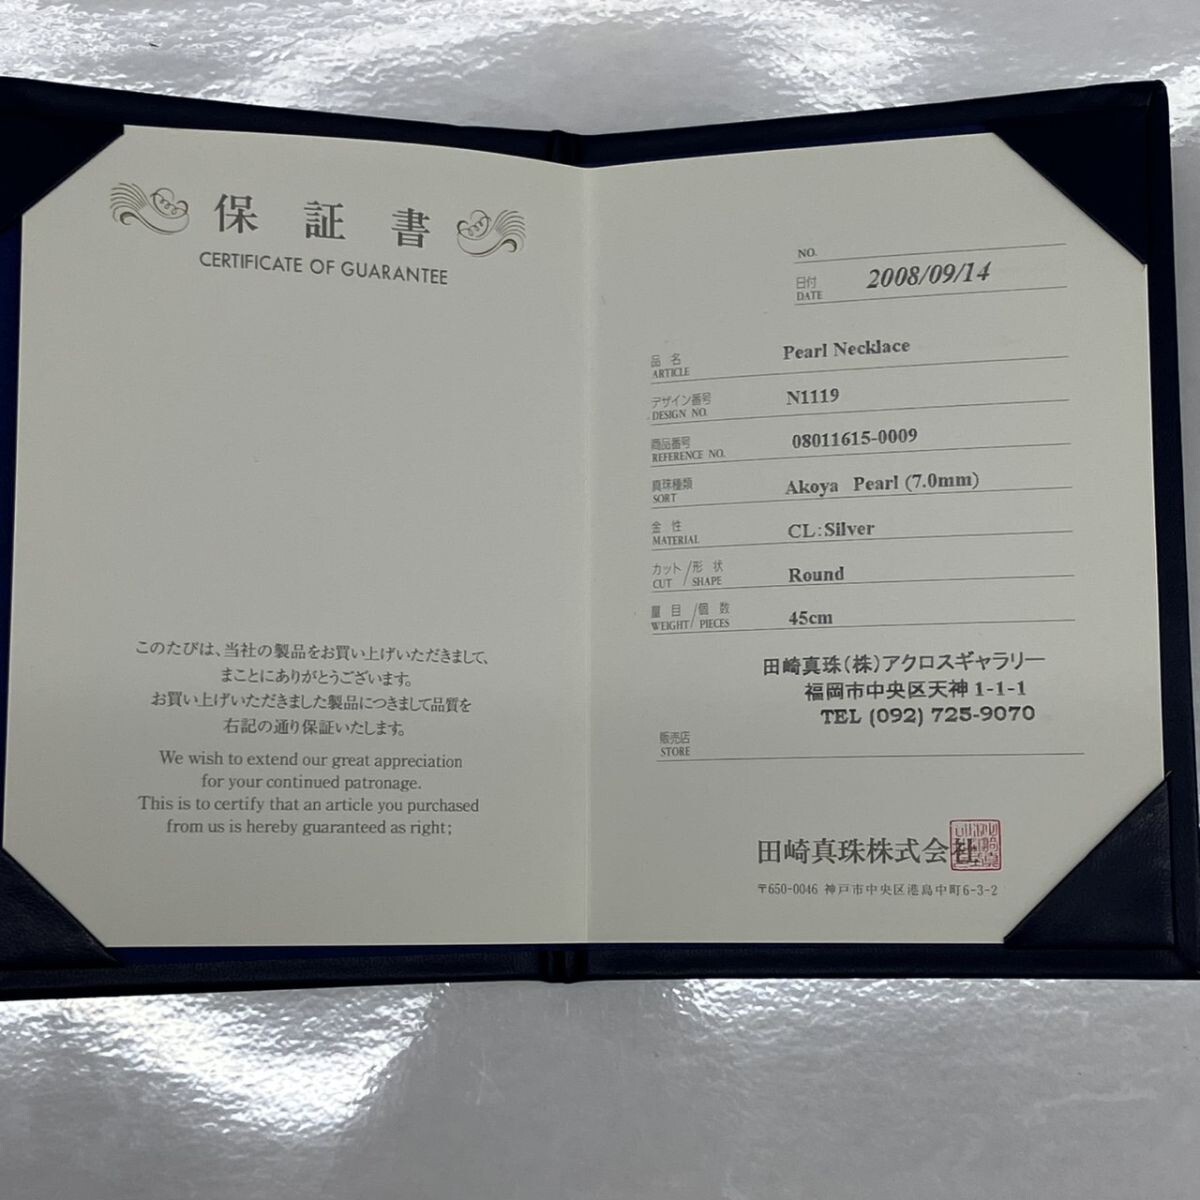 保証書
CERTIFICATE OF GUARANTEE
このたびは、当社の製品をお買い上げいただきまして、
まことにありがとうございます。
お買い上げいただきました製品につきまして品質を
右記の通り保証いたします。
We wish to extend our great appreciation
for your continued patronage.
This is to certify that an article you purchased
from us is hereby guaranteed as right;
NO.
日付 2008/09/14
DATE
品名 Pearl Necklace
ARTICLE
デザイン番号 N1119
DESIGN NO.
商品番号 08011615-0009
REFERENCE NO.
真珠種類 Akoya Pearl (7.0mm)
SORT
金性 CL:Silver
MATERIAL
カット/形状 Round
CUT/SHAPE
量目/個数 45cm
WEIGHT/PIECES
田崎真珠(株)アクロスギャラリー
福岡市中央区天神1-1-1
TEL (092) 725-9070
販売店
STORE
田崎真珠株式会社
〒650-0046 神戸市中央区港島中町6-3-2